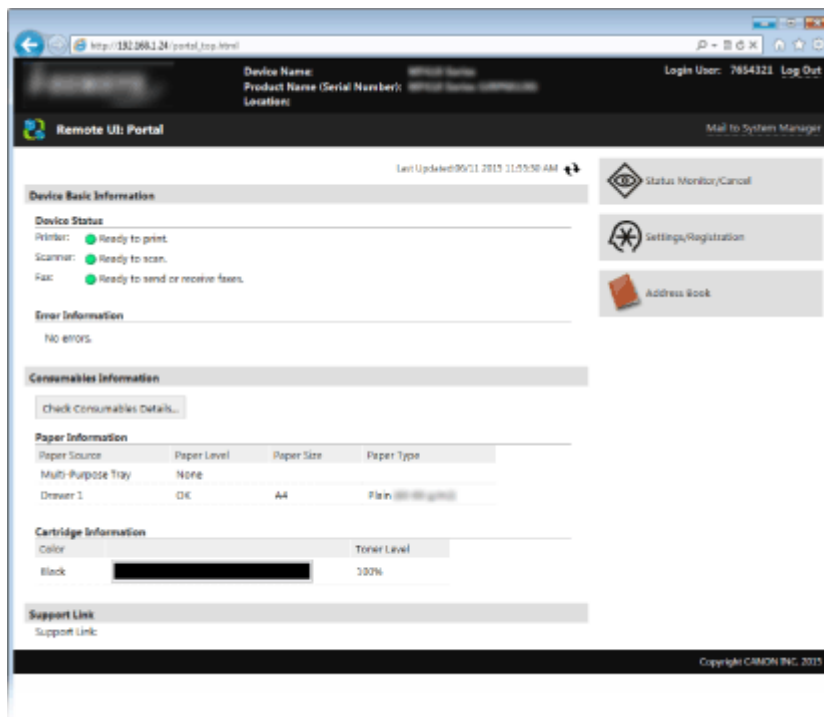 http://192.168.1.24/portal_top.html
Device Name:
Login User: 7654321 Log Out
Product Name (Serial Number):
Location:
Remote UI: Portal
Mail to System Manager
Last Updated:06/11 2015 11:55:50 AM
Device Basic Information
Device Status
Printer: Ready to print.
Scanner: Ready to scan.
Fax: Ready to send or receive faxes.
Error Information
No errors.
Status Monitor/Cancel
Settings/Registration
Address Book
Consumables Information
Check Consumables Details...
Paper Information
Paper Source Paper Level Paper Size Paper Type
Multi-Purpose Tray None
Drawer 1 OK A4 Plain
Cartridge Information
Color Toner Level
Black 100%
Support Link
Support Link:
Copyright CANON INC. 2015